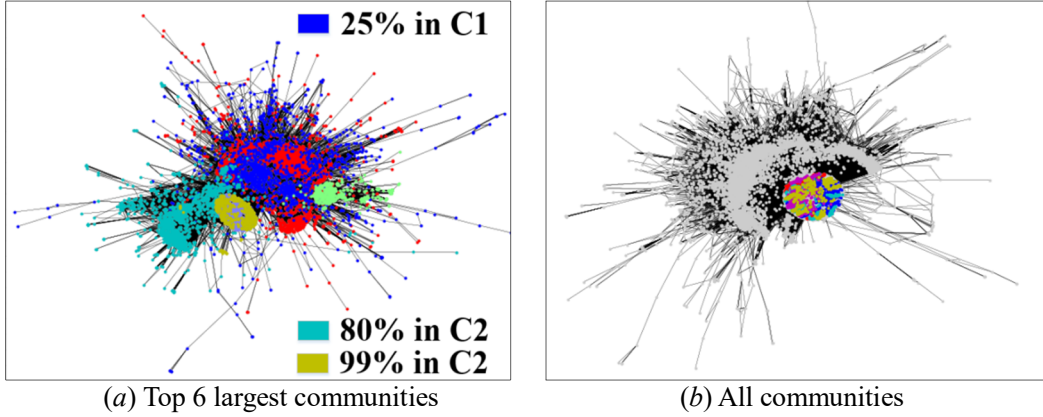 25% in C1
80% in C2
99% in C2
(a) Top 6 largest communities
(b) All communities